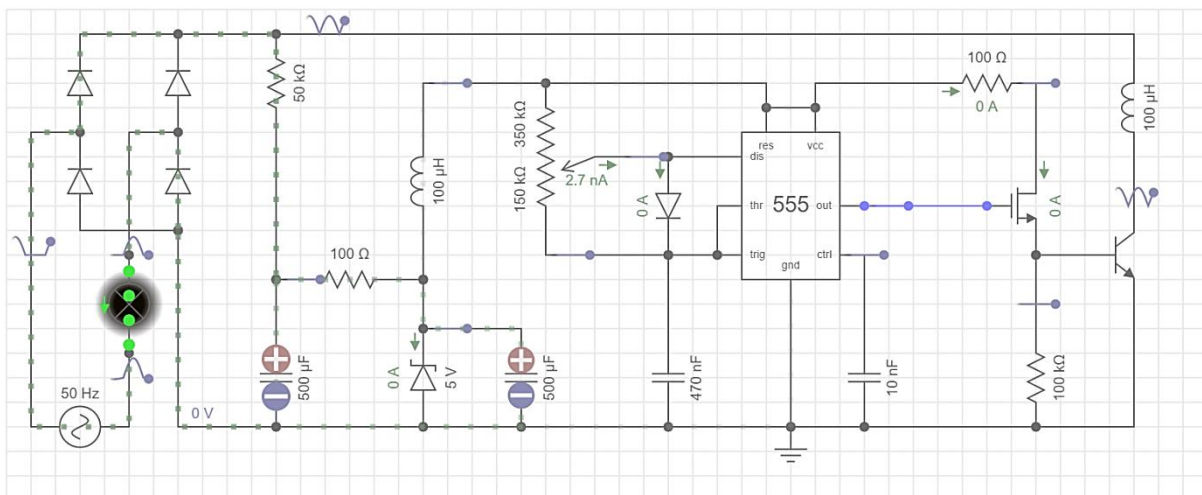 100 Ω
0 A
50 kΩ
100 µH
350 kΩ
150 kΩ
2.7 nA
0 A
res
vcc
dis
thr
555
out
trig
ctrl
gnd
0 A
100 µH
100 Ω
50 Hz
0 V
500 µF
0 A
5 V
500 µF
470 nF
10 nF
100 kΩ